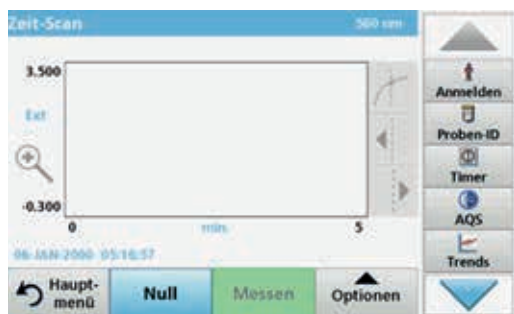 Zeit-Scan
560 nm
3.500
Ext
-0.300
0
min.
5
06-JAN-2000 05:16:57
Haupt-
menü
Null
Messen
Optionen
Anmelden
Proben-ID
Timer
AQS
Trends